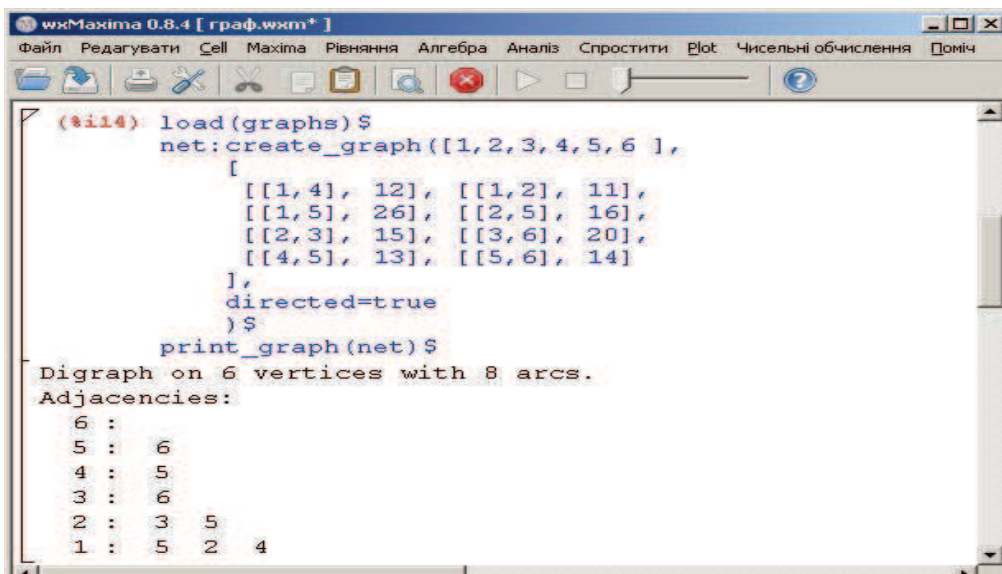 wxMaxima 0.8.4 [ граф.wxm* ]
Файл Редагувати Cell Maxima Рівняння Алгебра Аналіз Спростити Plot Чисельні обчислення Поміч
(%i14) load(graphs)$
net:create_graph([1,2,3,4,5,6 ],
[
[[1,4], 12], [[1,2], 11],
[[1,5], 26], [[2,5], 16],
[[2,3], 15], [[3,6], 20],
[[4,5], 13], [[5,6], 14]
],
directed=true
)$
print_graph(net)$
Digraph on 6 vertices with 8 arcs.
Adjacencies:
6 :
5 : 6
4 : 5
3 : 6
2 : 3 5
1 : 5 2 4